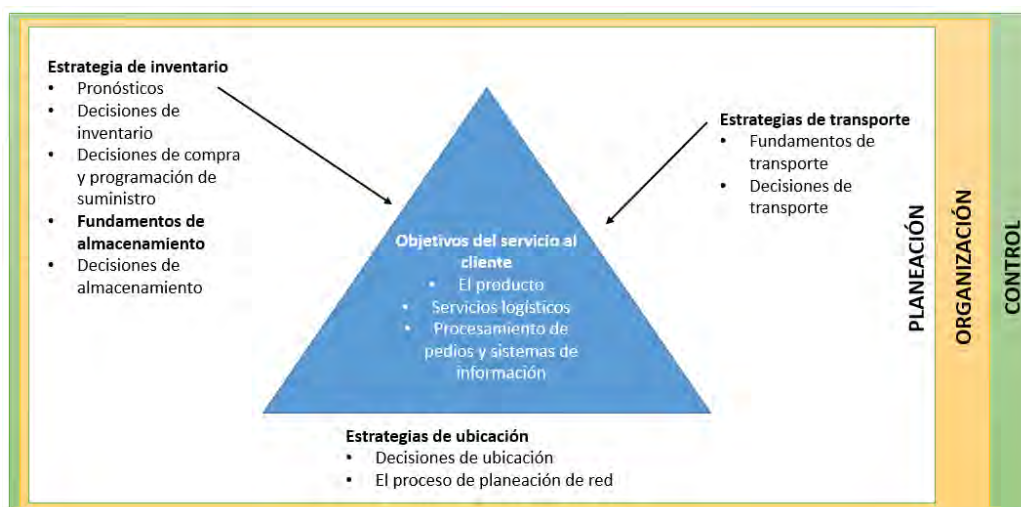 Estrategia de inventario
• Pronósticos
• Decisiones de
inventario
• Decisiones de compra
y programación de
suministro
• Fundamentos de
almacenamiento
• Decisiones de
almacenamiento
Objetivos del servicio al
cliente
• El producto
• Servicios logísticos
• Procesamiento de
pedios y sistemas de
información
Estrategias de transporte
• Fundamentos de
transporte
• Decisiones de
transporte
Estrategias de ubicación
• Decisiones de ubicación
• El proceso de planeación de red
PLANEACIÓN
ORGANIZACIÓN
CONTROL